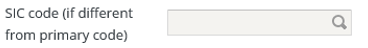 SIC code (if different
from primary code)